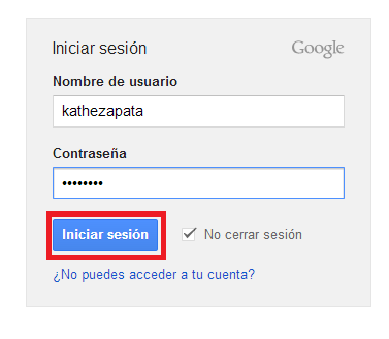 Iniciar sesión Google
Nombre de usuario
kathezapata
Contraseña
••••••••
Iniciar sesión No cerrar sesión
¿No puedes acceder a tu cuenta?